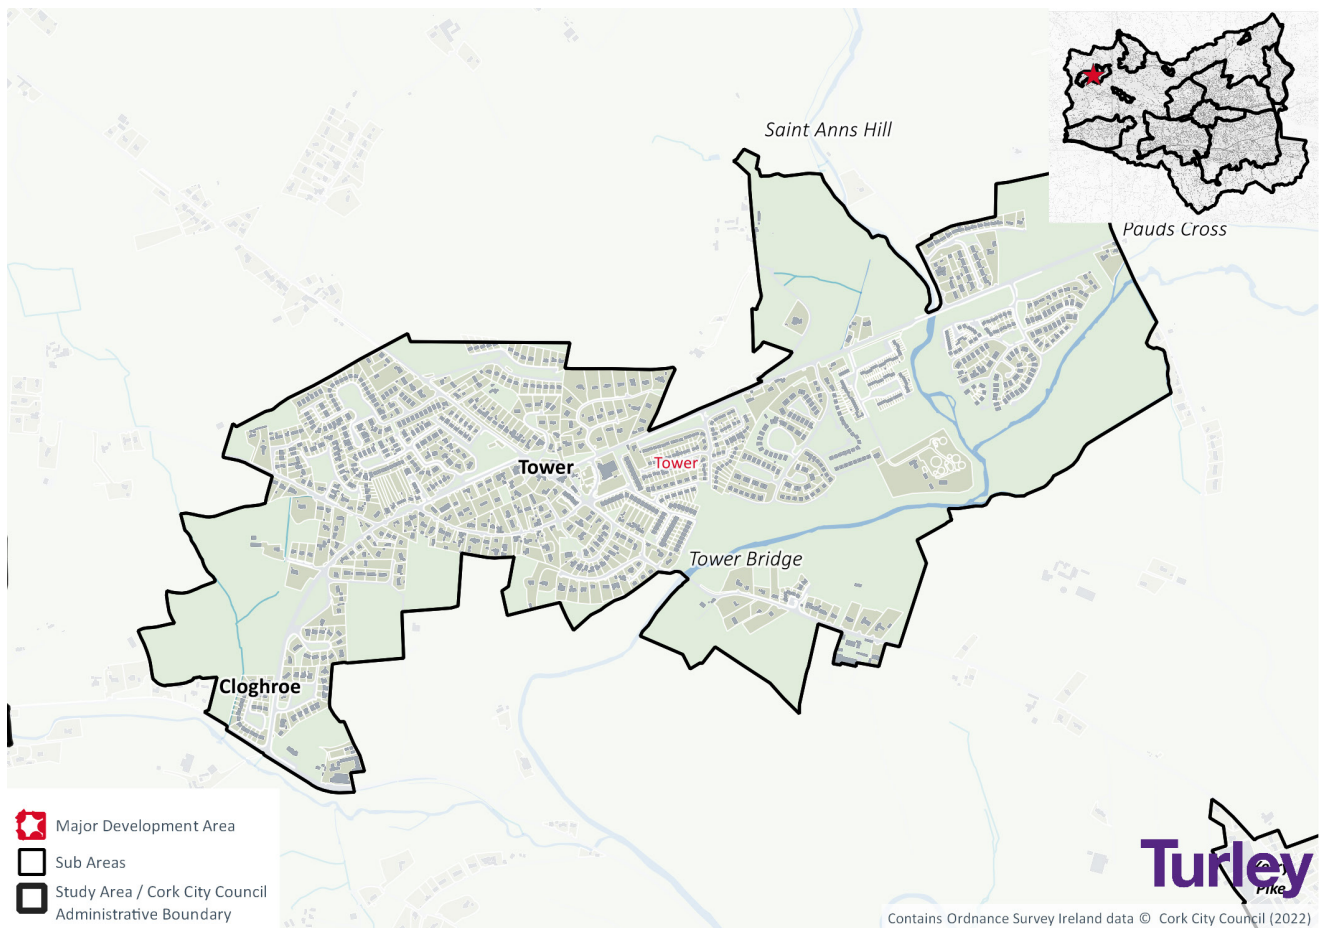 Saint Anns Hill
Pauds Cross
Tower
Tower
Tower Bridge
Cloghroe
Major Development Area
Sub Areas
Study Area / Cork City Council
Administrative Boundary
Turley
Pike
Contains Ordnance Survey Ireland data © Cork City Council (2022)